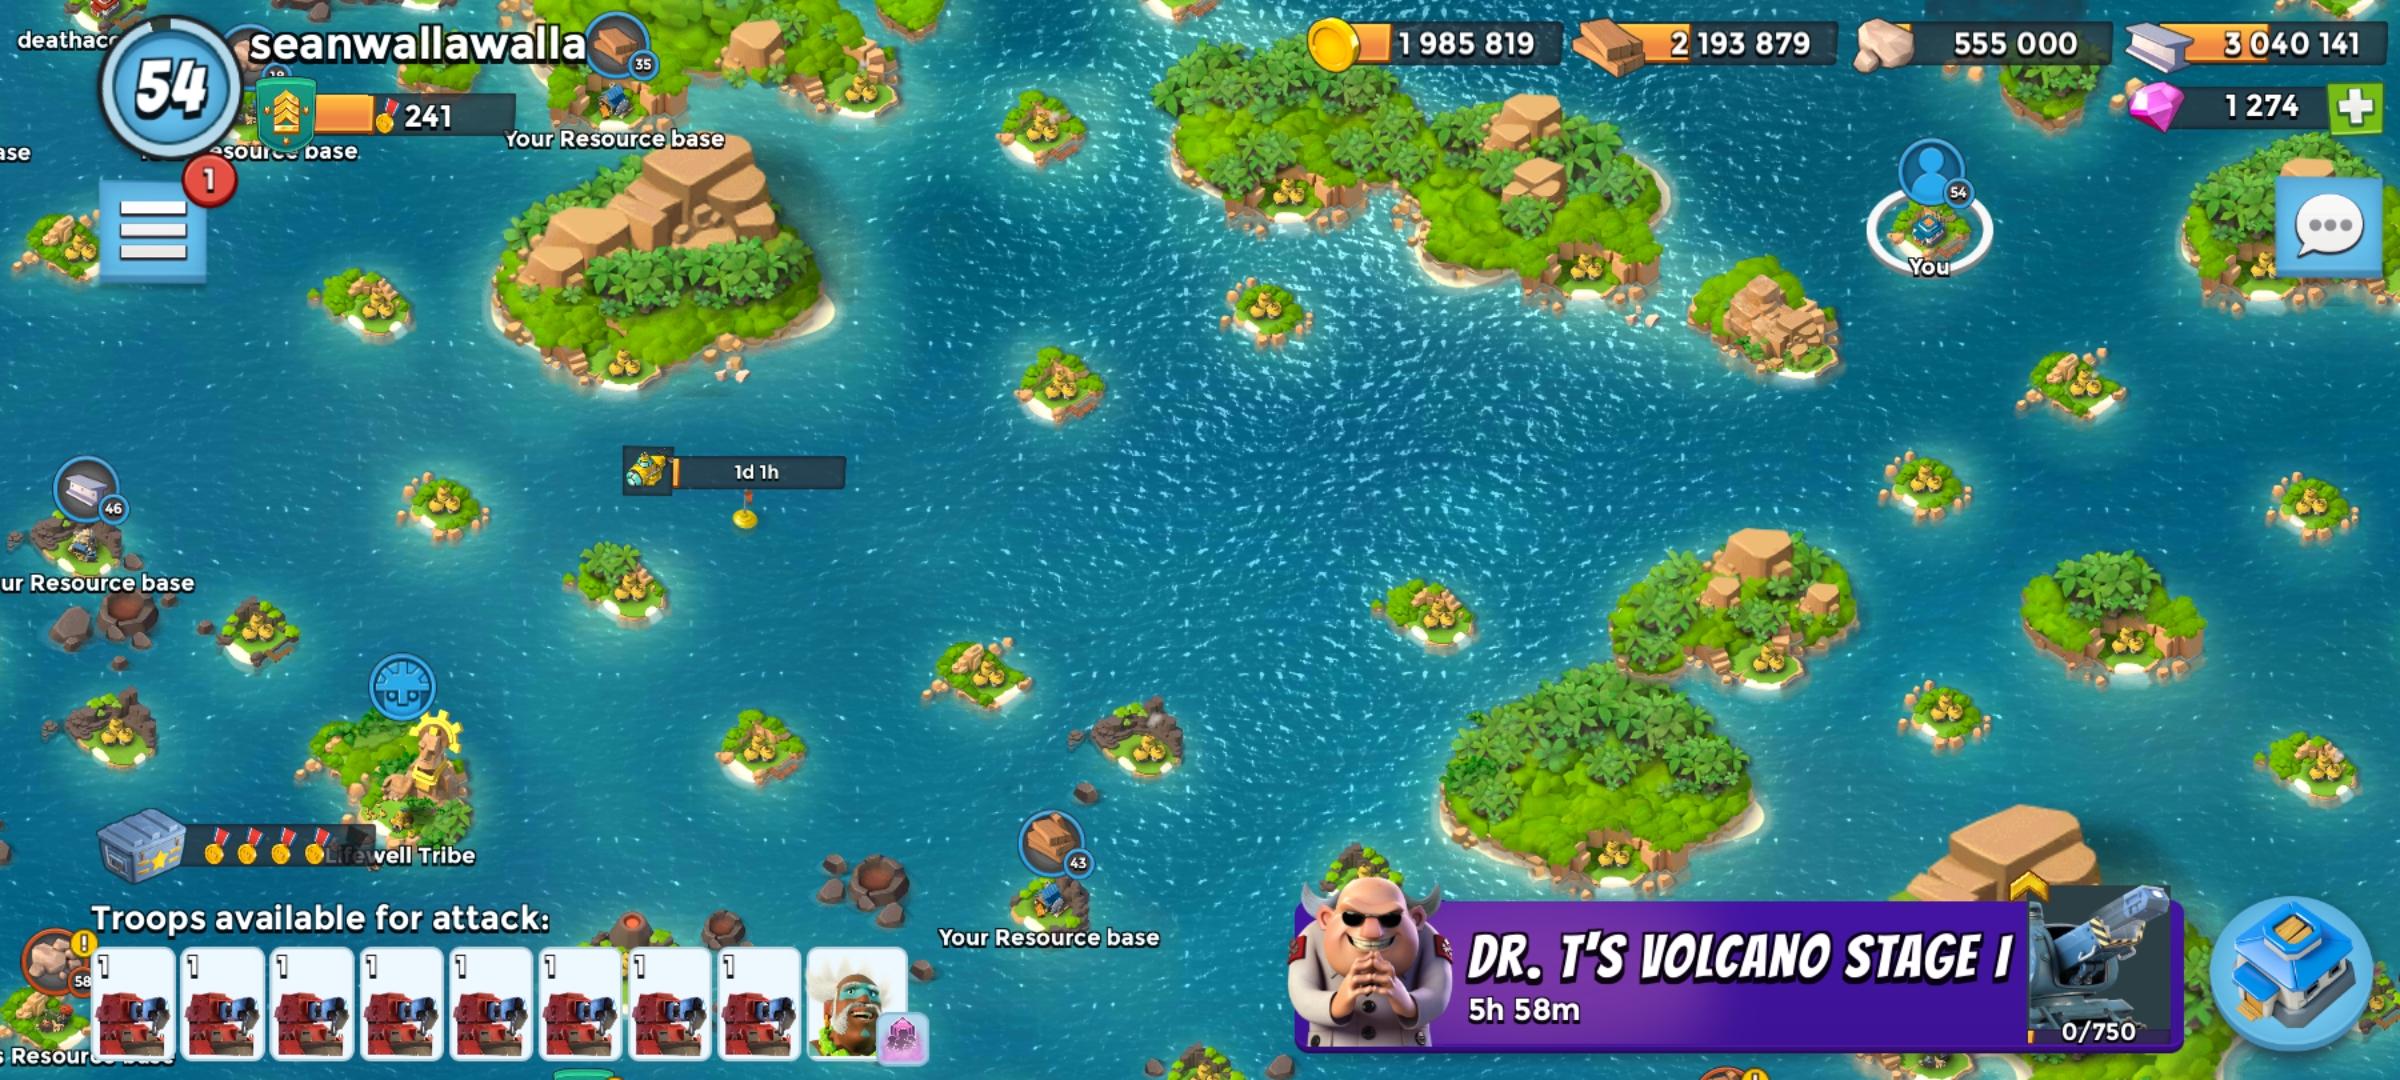 54
seanwallawalla
241
1
35
Your Resource base
esource base
ase
1 985 819
2 193 879
555 000
3 040 141
1 274
54
You
1d 1h
46
ur Resource base
Lifewell Tribe
43
Your Resource base
Troops available for attack:
58
1
1
1
1
1
1
1
1
DR. T'S VOLCANO STAGE I
5h 58m
0/750